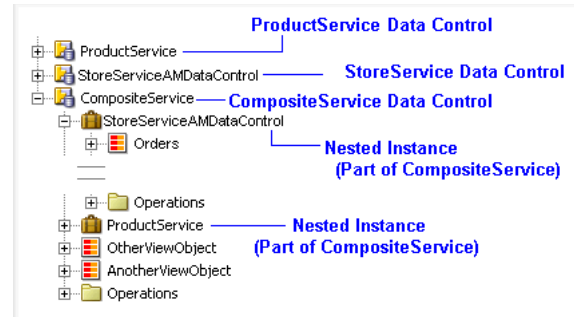 ProductService Data Control
ProductService
StoreServiceAMDataControl
StoreService Data Control
CompositeService
CompositeService Data Control
StoreServiceAMDataControl
Orders
Nested Instance
(Part of CompositeService)
Operations
ProductService
Nested Instance
OtherViewObject
(Part of CompositeService)
AnotherViewObject
Operations